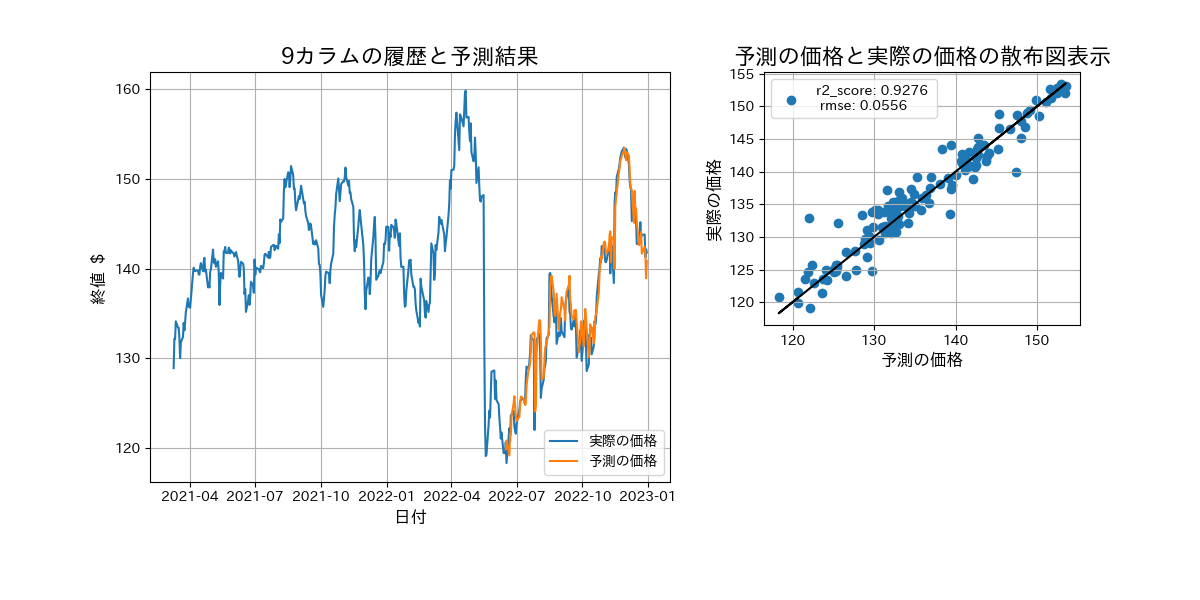 9カラムの履歴と予測結果
終値 $
160
150
140
130
120
2021-04 2021-07 2021-10 2022-01 2022-04 2022-07 2022-10 2023-01
日付
実際の価格
予測の価格
予測の価格と実際の価格の散布図表示
実際の価格
155
150
145
140
135
130
125
120
r2_score: 0.9276
rmse: 0.0556
120 130 140 150
予測の価格